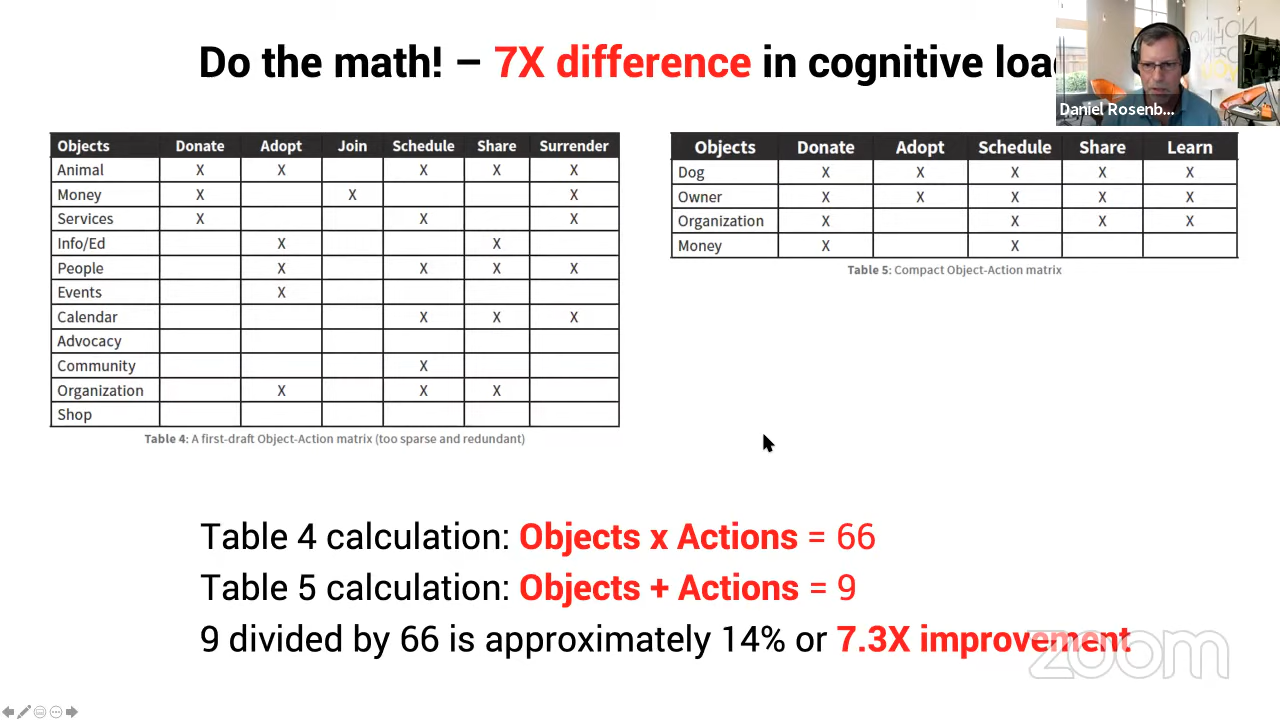 Do the math! – 7X difference in cognitive loa
Daniel Rosenb...
Objects Donate Adopt Join Schedule Share Surrender
Animal X X X X X
Money X X X
Services X X X
Info/Ed X X
People X X X X
Events X
Calendar X X X
Advocacy
Community X
Organization X X X
Shop
Table 4: A first-draft Object-Action matrix (too sparse and redundant)
Objects Donate Adopt Schedule Share Learn
Dog X X X X X
Owner X X X X X
Organization X X X X
Money X X
Table 5: Compact Object-Action matrix
Table 4 calculation: Objects x Actions = 66
Table 5 calculation: Objects + Actions = 9
9 divided by 66 is approximately 14% or 7.3X improvement
zoom